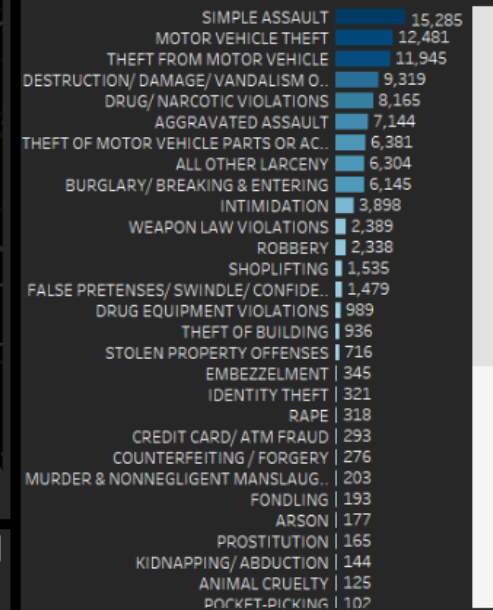 SIMPLE ASSAULT 15,285
MOTOR VEHICLE THEFT 12,481
THEFT FROM MOTOR VEHICLE 11,945
DESTRUCTION/ DAMAGE/ VANDALISM O.. 9,319
DRUG/ NARCOTIC VIOLATIONS 8,165
AGGRAVATED ASSAULT 7,144
THEFT OF MOTOR VEHICLE PARTS OR AC.. 6,381
ALL OTHER LARCENY 6,304
BURGLARY/ BREAKING & ENTERING 6,145
INTIMIDATION 3,898
WEAPON LAW VIOLATIONS 2,389
ROBBERY 2,338
SHOPLIFTING 1,535
FALSE PRETENSES/ SWINDLE/ CONFIDE.. 1,479
DRUG EQUIPMENT VIOLATIONS 989
THEFT OF BUILDING 936
STOLEN PROPERTY OFFENSES 716
EMBEZZELMENT 345
IDENTITY THEFT 321
RAPE 318
CREDIT CARD/ ATM FRAUD 293
COUNTERFEITING / FORGERY 276
MURDER & NONNEGLIGENT MANSLAUG.. 203
FONDLING 193
ARSON 177
PROSTITUTION 165
KIDNAPPING/ ABDUCTION 144
ANIMAL CRUELTY 125
POCKET-PICKING 102